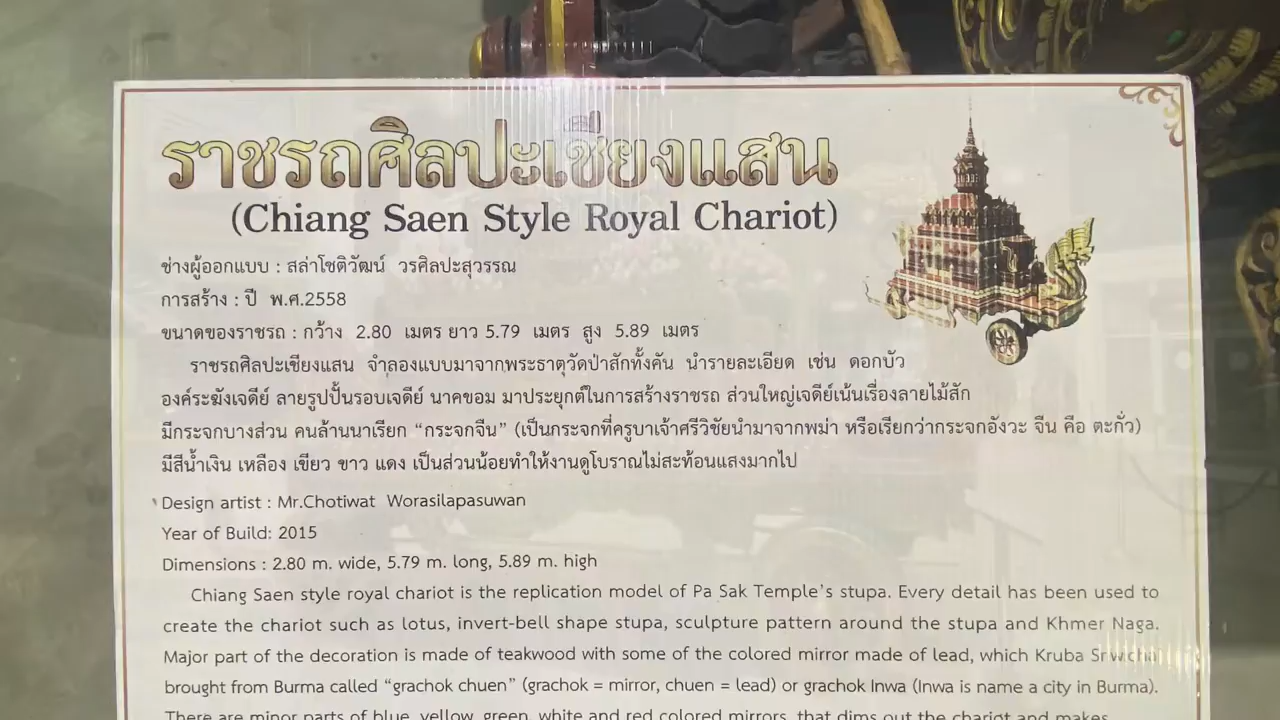 ราชรถศิลปะเชียงแสน
(Chiang Saen Style Royal Chariot)
ช่างผู้ออกแบบ : สล่าโชติวัฒน์ วรศิลปะสุวรรณ
การสร้าง : ปี พ.ศ.2558
ขนาดของราชรถ : กว้าง 2.80 เมตร ยาว 5.79 เมตร สูง 5.89 เมตร
ราชรถศิลปะเชียงแสน จำลองแบบมาจากพระธาตุวัดป่าสักทั้งคัน นำรายละเอียด เช่น ดอกบัว
องค์ระฆังเจดีย์ ลายรูปปั้นรอบเจดีย์ นาคขอม มาประยุกต์ในการสร้างราชรถ ส่วนใหญ่เจดีย์เน้นเรื่องลายไม้สัก
มีกระจกบางส่วน คนล้านนาเรียก “กระจกจืน” (เป็นกระจกที่ครูบาเจ้าศรีวิชัยนำมาจากพม่า หรือเรียกว่ากระจกอังวะ จืน คือ ตะกั่ว)
มีสีน้ำเงิน เหลือง เขียว ขาว แดง เป็นส่วนน้อยทำให้งานดูโบราณไม่สะท้อนแสงมากไป
Design artist : Mr.Chotiwat Worasilapasuwan
Year of Build: 2015
Dimensions : 2.80 m. wide, 5.79 m. long, 5.89 m. high
Chiang Saen style royal chariot is the replication model of Pa Sak Temple's stupa. Every detail has been used to
create the chariot such as lotus, invert-bell shape stupa, sculpture pattern around the stupa and Khmer Naga.
Major part of the decoration is made of teakwood with some of the colored mirror made of lead, which Kruba
brought from Burma called “grachok chuen” (grachok = mirror, chuen = lead) or grachok Inwa (Inwa is name a city in Burma).
There are minor parts of blue, yellow, green, white and red colored mirrors, that dims out the chariot and makes